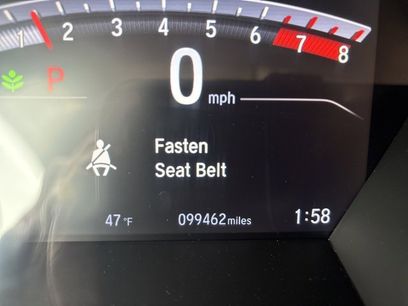 1 2 3 4 5 6 7 8
P 0 mph
Fasten
Seat Belt
47°F 099462 miles 1:58